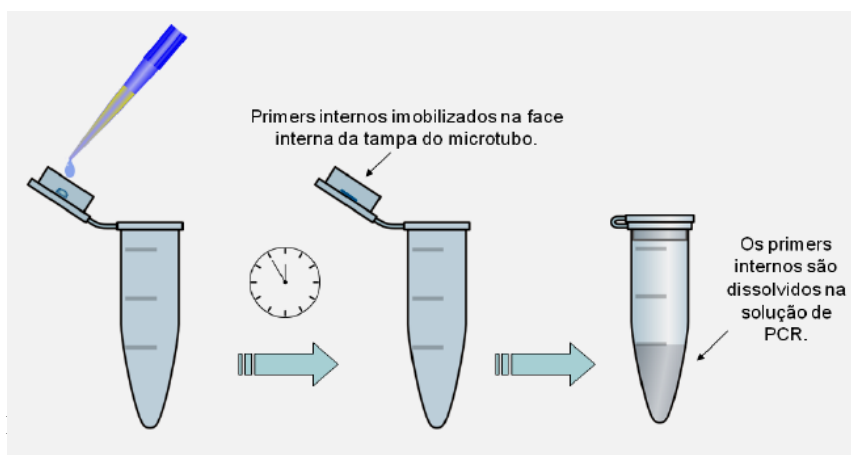 Primers internos imobilizados na face
interna da tampa do microtubo.
Os primers
internos são
dissolvidos na
solução de
PCR.